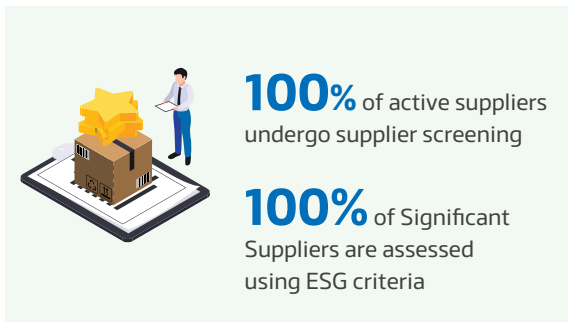 100% of active suppliers
undergo supplier screening
100% of Significant
Suppliers are assessed
using ESG criteria